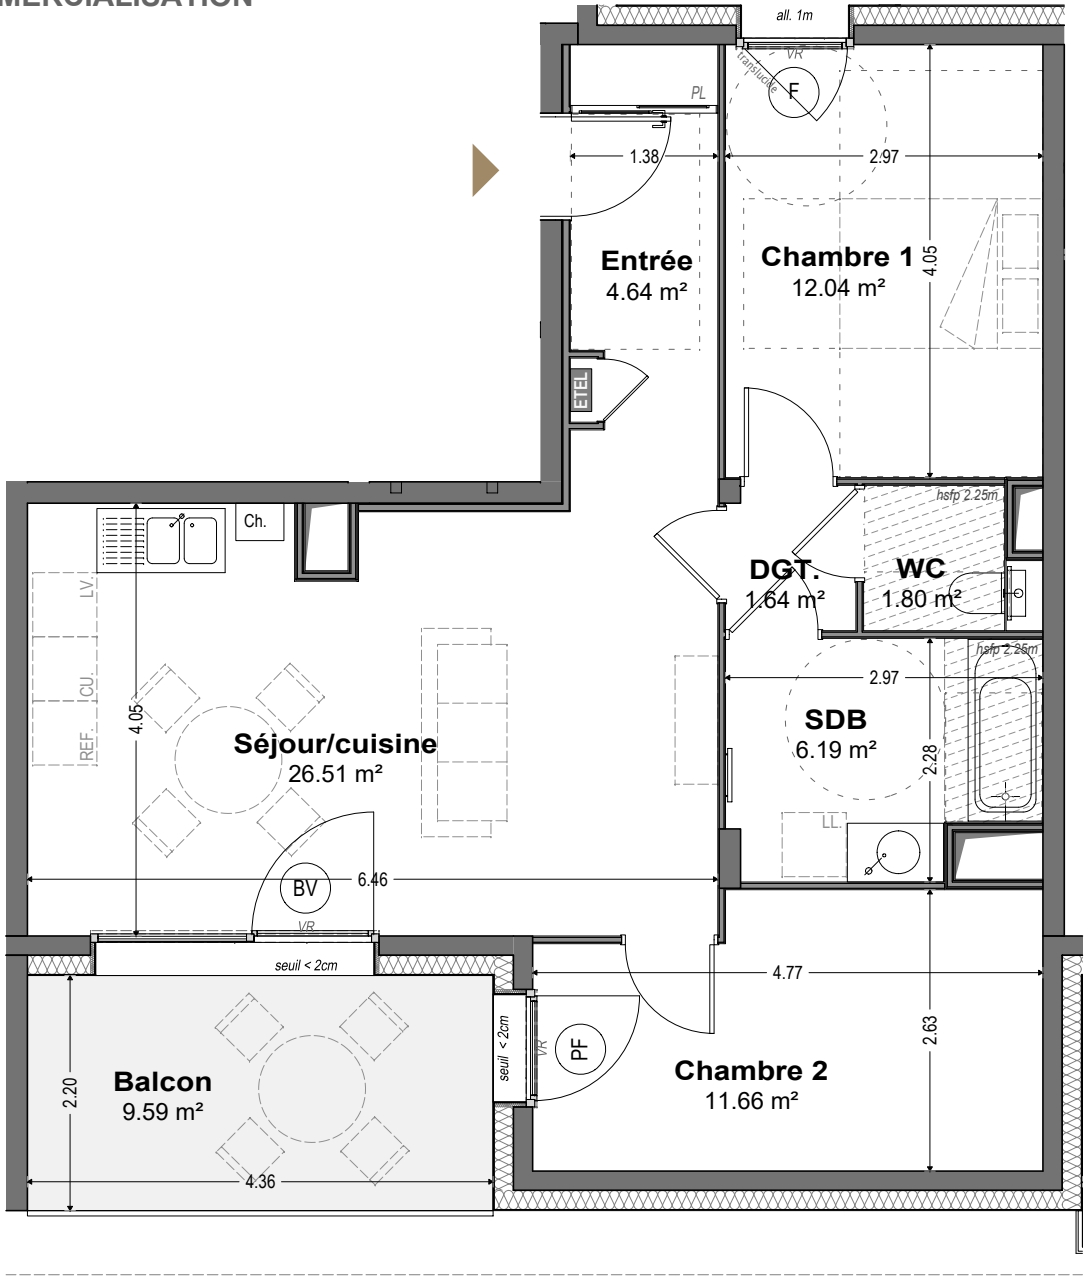 all. 1m
VR
translucide
F
PL
1.38
2.97
Entrée
4.64 m²
Chambre 1
12.04 m²
4.05
ETEL
hsfp 2.25m
Ch.
DGT.
1.64 m²
WC
1.80 m²
LV.
CU.
REF.
4.05
hsfp 2.25m
2.97
SDB
6.19 m²
2.28
Séjour/cuisine
26.51 m²
LL.
6.46
BV
VR
seuil < 2cm
4.77
seuil < 2cm
VR
PF
2.63
Chambre 2
11.66 m²
Balcon
9.59 m²
2.20
4.36